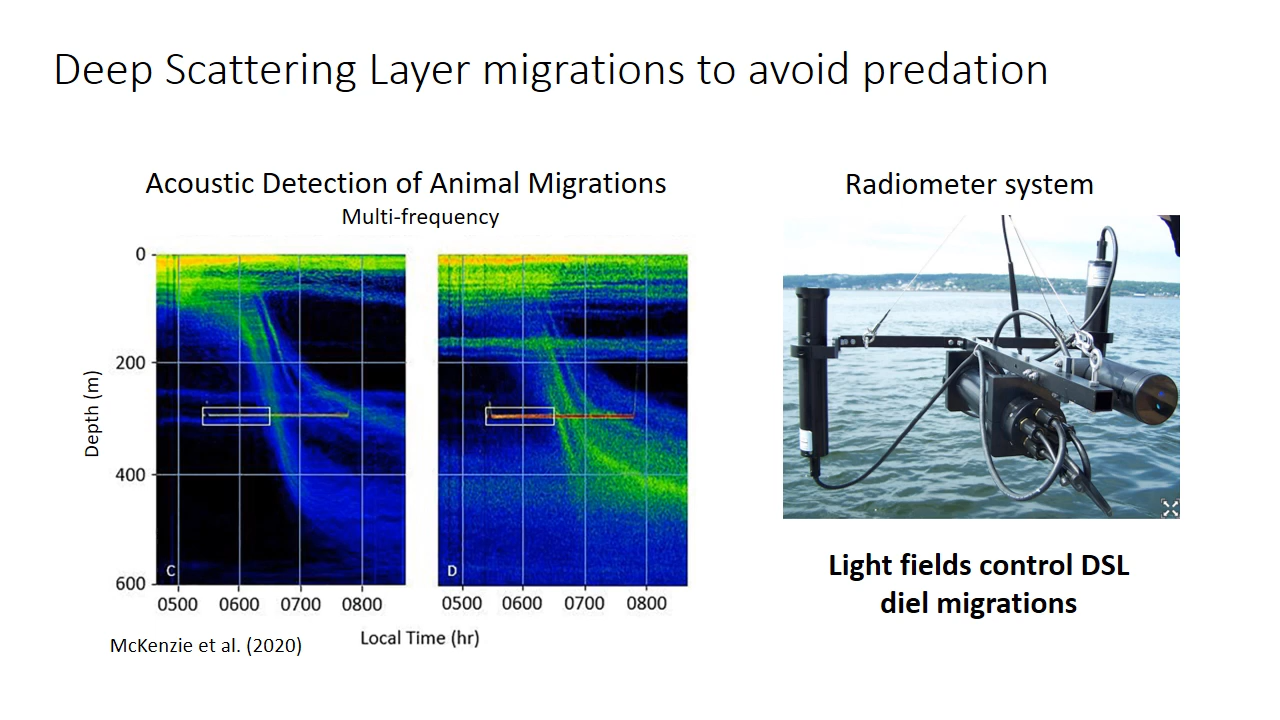 Deep Scattering Layer migrations to avoid predation
Acoustic Detection of Animal Migrations
Multi-frequency
Radiometer system
Depth (m)
0
200
400
600
C
D
0500 0600 0700 0800
0500 0600 0700 0800
Local Time (hr)
McKenzie et al. (2020)
Light fields control DSL
diel migrations